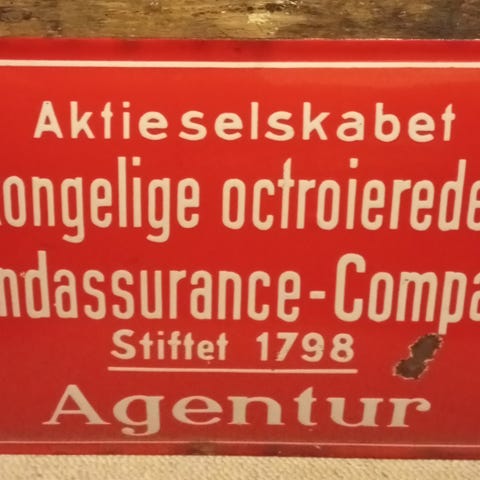 Aktieselskabet
ongelige octroierede
ndassurance-Compa
Stiftet 1798
Agentur